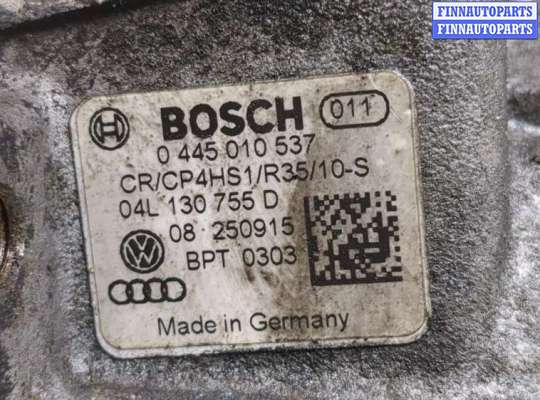 FINNAUTOPARTS
FINNAUTOPARTS
BOSCH 011
0 445 010 537
CR/CP4HS1/R35/10-S
04L 130 755 D
08 250915
BPT 0303
Made in Germany